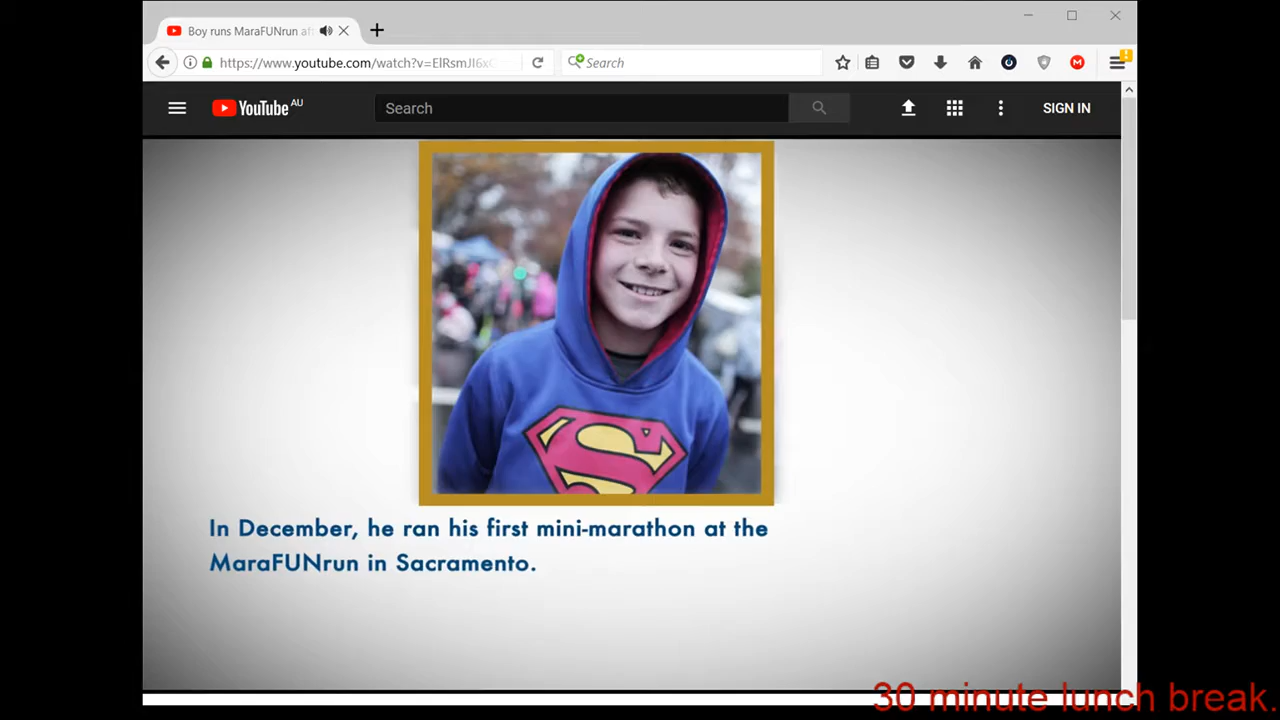 Boy runs MaraFUNrun af
https://www.youtube.com/watch?v=ElRsmJI6x
Search
YouTube AU
Search
SIGN IN
In December, he ran his first mini-marathon at the
MaraFUNrun in Sacramento.
30 minute lunch break.